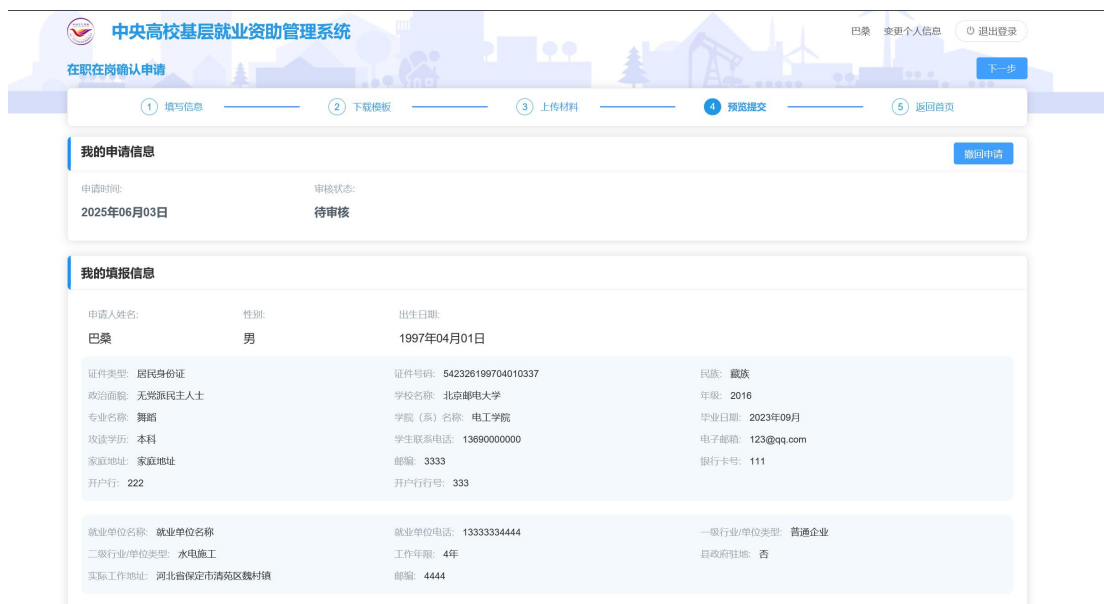 中央高校基层就业资助管理系统
巴桑 变更个人信息 退出登录
在职在岗确认申请
下一步
1 填写信息 2 下载模板 3 上传材料 4 预览提交 5 返回首页
我的申请信息
撤回申请
申请时间: 审核状态:
2025年06月03日 待审核
我的填报信息
申请人姓名: 性别: 出生日期:
巴桑 男 1997年04月01日
证件类型: 居民身份证 证件号码: 542326199704010337 民族: 藏族
政治面貌: 无党派民主人士 学校名称: 北京邮电大学 年级: 2016
专业名称: 舞蹈 学院（系）名称: 电工学院 毕业日期: 2023年09月
攻读学历: 本科 学生联系电话: 13690000000 电子邮箱: 123@qq.com
家庭地址: 家庭地址 邮编: 3333 银行卡号: 111
开户行: 222 开户行行号: 333
就业单位名称: 就业单位名称 就业单位电话: 13333334444 一级行业/单位类型: 普通企业
二级行业/单位类型: 水电施工 工作年限: 4年 县政府驻地: 否
实际工作地址: 河北省保定市清苑区魏村镇 邮编: 4444